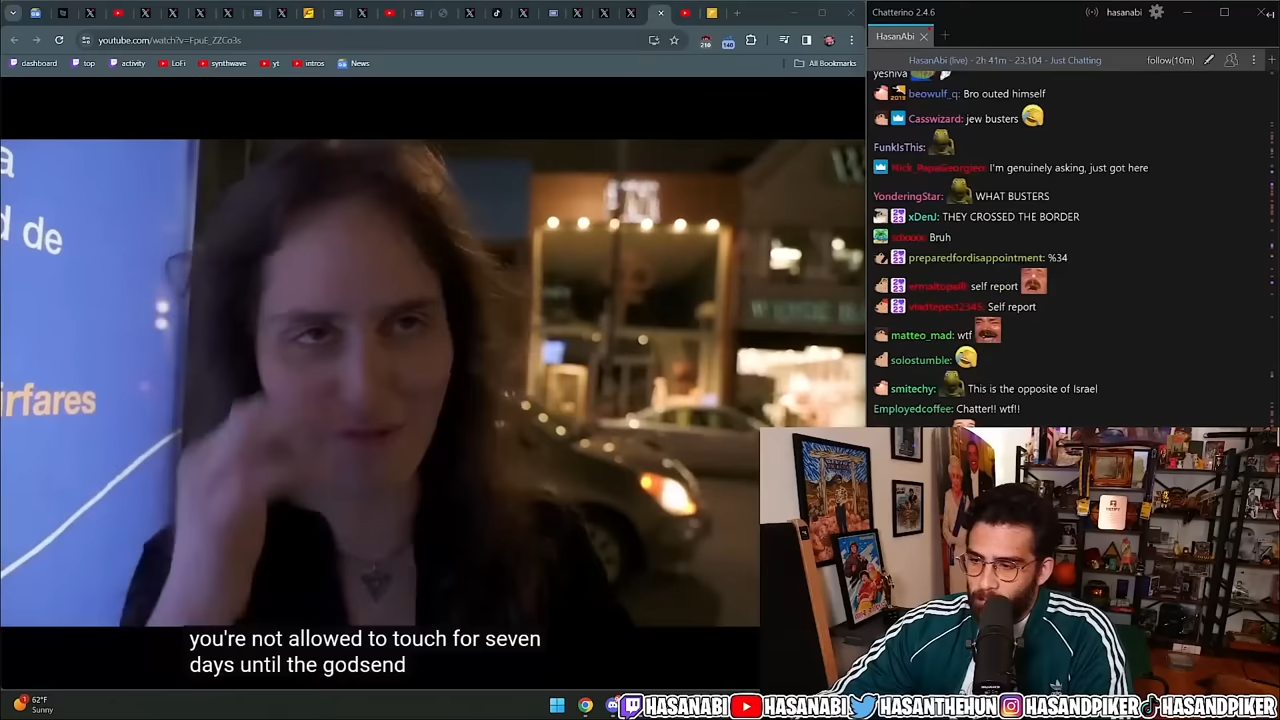 youtube.com/watch?v=FpuE_ZZCo3s
dashboard
top
activity
LoFi
synthwave
yt
intros
News
All Bookmarks
210
140
a
d de
irfares
you're not allowed to touch for seven
days until the godsend
Chatterino 2.4.6
hasanabi
HasanAbi
HasanAbi (live) - 2h 41m - 23,104 - Just Chatting
follow(10m)
yeshiva
beowulf_q: Bro outed himself
Casswizard: jew busters
FunkIsThis:
I'm genuinely asking, just got here
YonderingStar: WHAT BUSTERS
xDenJ: THEY CROSSED THE BORDER
Bruh
preparedfordisappointment: %34
self report
vladtepes12345: Self report
matteo_mad: wtf
solostumble:
smitechy: This is the opposite of Israel
Employedcoffee: Chatter!! wtf!!
62°F
Sunny
HASANABI HASANABI HASANTHEHUN HASANDPIKER HASANDPIKER